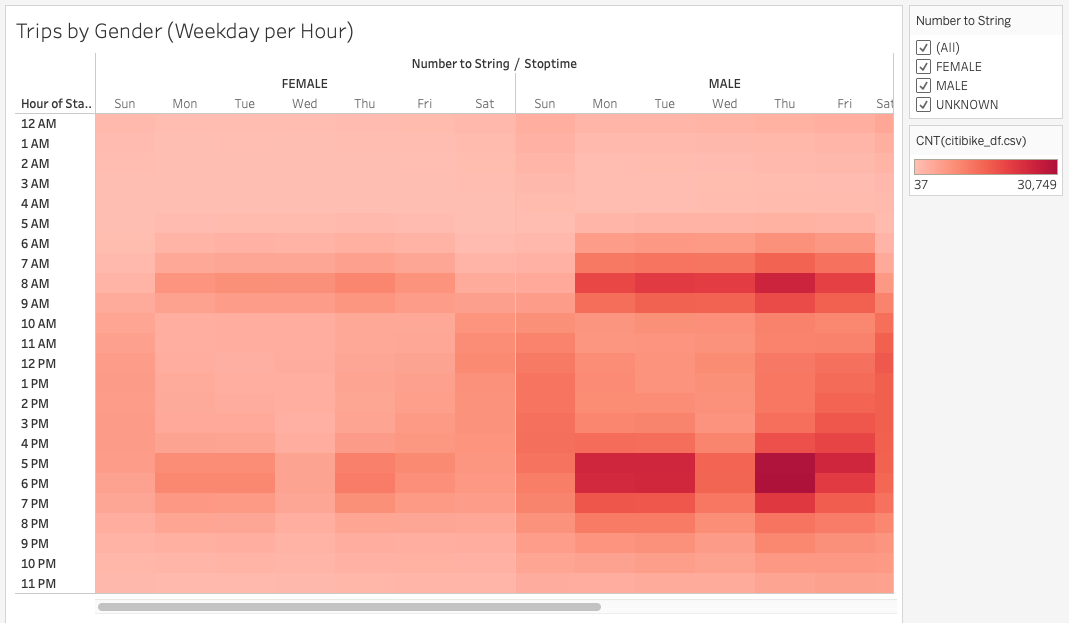 Trips by Gender (Weekday per Hour)
Number to String / Stoptime
FEMALE MALE
Hour of Sta.. Sun Mon Tue Wed Thu Fri Sat Sun Mon Tue Wed Thu Fri Sat
12 AM
1 AM
2 AM
3 AM
4 AM
5 AM
6 AM
7 AM
8 AM
9 AM
10 AM
11 AM
12 PM
1 PM
2 PM
3 PM
4 PM
5 PM
6 PM
7 PM
8 PM
9 PM
10 PM
11 PM
Number to String
(All)
FEMALE
MALE
UNKNOWN
CNT(citibike_df.csv)
37 30,749